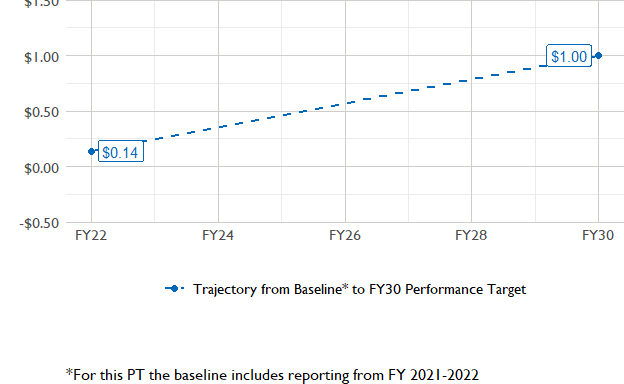 $1.50
$1.00
$1.00
$0.50
$0.14
$0.00
-$0.50
FY22 FY24 FY26 FY28 FY30
Trajectory from Baseline* to FY30 Performance Target
*For this PT the baseline includes reporting from FY 2021-2022